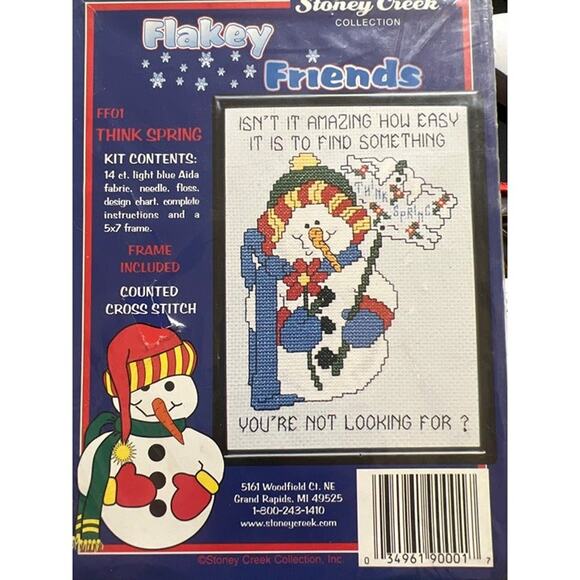 Stoney Creek
COLLECTION
Flakey
Friends
FF01
THINK SPRING
KIT CONTENTS:
14 ct. light blue Aida
fabric, needle, floss,
design chart, complete
instructions and a
5x7 frame.
FRAME
INCLUDED
COUNTED
CROSS STITCH
ISN'T IT AMAZING HOW EASY
IT IS TO FIND SOMETHING
THINK
SPRING
YOU'RE NOT LOOKING FOR ?
5161 Woodfield Ct. NE
Grand Rapids, MI 49525
1-800-243-1410
www.stoneycreek.com
0 34961 90001 7
©Stoney Creek Collection, Inc.